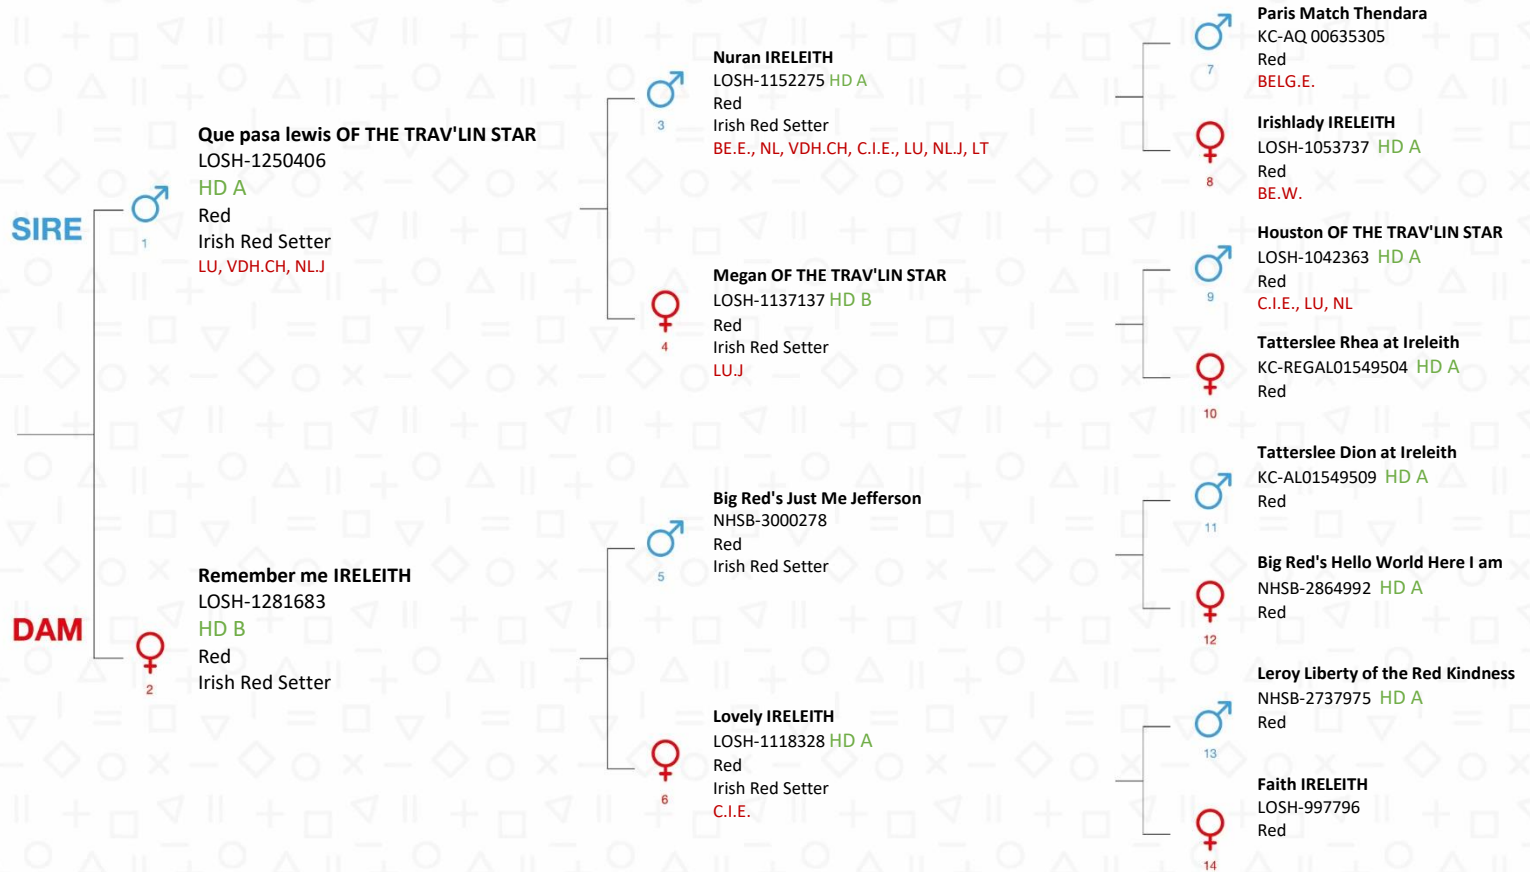 SIRE
1
Que pasa lewis OF THE TRAV'LIN STAR
LOSH-1250406
HD A
Red
Irish Red Setter
LU, VDH.CH, NL.J
DAM
2
Remember me IRELEITH
LOSH-1281683
HD B
Red
Irish Red Setter
3
Nuran IRELEITH
LOSH-1152275 HD A
Red
Irish Red Setter
BE.E., NL, VDH.CH, C.I.E., LU, NL.J, LT
4
Megan OF THE TRAV'LIN STAR
LOSH-1137137 HD B
Red
Irish Red Setter
LU.J
5
Big Red's Just Me Jefferson
NHSB-3000278
Red
Irish Red Setter
6
Lovely IRELEITH
LOSH-1118328 HD A
Red
Irish Red Setter
C.I.E.
7
Paris Match Thendara
KC-AQ 00635305
Red
BELG.E.
8
Irishlady IRELEITH
LOSH-1053737 HD A
Red
BE.W.
9
Houston OF THE TRAV'LIN STAR
LOSH-1042363 HD A
Red
C.I.E., LU, NL
10
Tatterslee Rhea at Ireleith
KC-REGAL01549504 HD A
Red
11
Tatterslee Dion at Ireleith
KC-AL01549509 HD A
Red
12
Big Red's Hello World Here I am
NHSB-2864992 HD A
Red
13
Leroy Liberty of the Red Kindness
NHSB-2737975 HD A
Red
14
Faith IRELEITH
LOSH-997796
Red